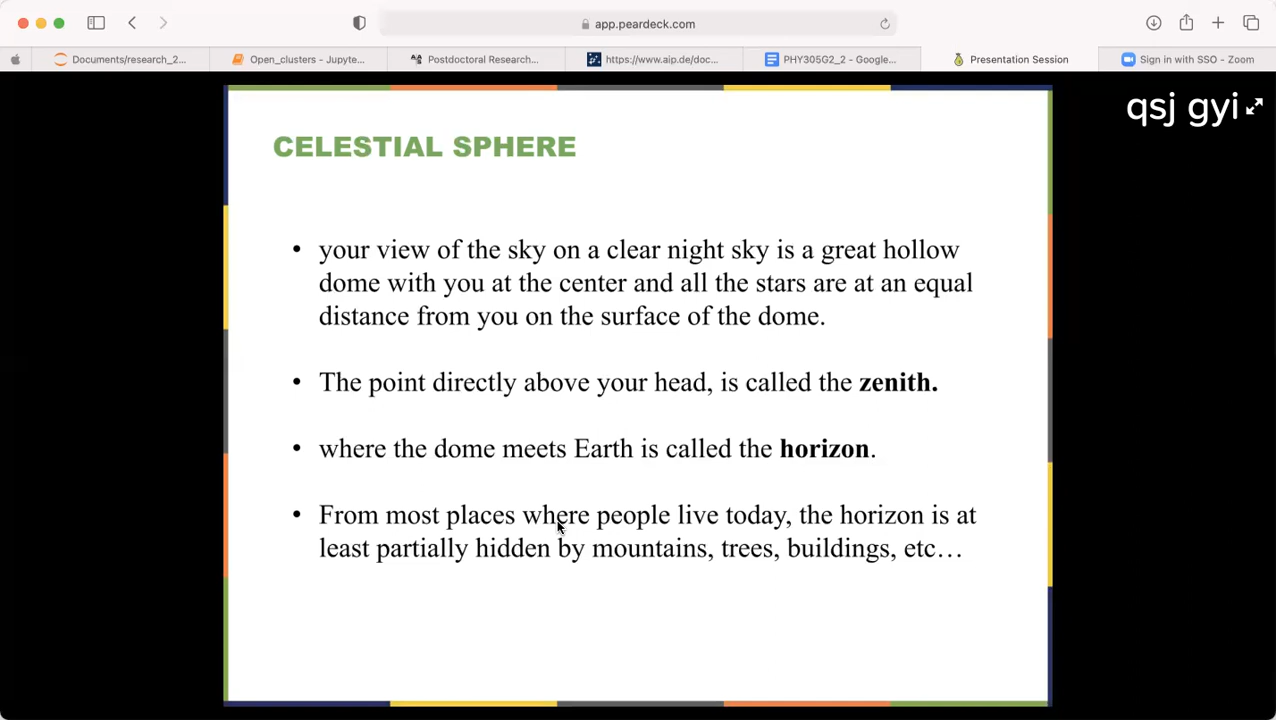 app.peardeck.com
Documents/research_2...
Open_clusters - Jupyte...
Postdoctoral Research...
https://www.aip.de/doc...
PHY305G2_2 - Google...
Presentation Session
Sign in with SSO - Zoom
qsj gyi
CELESTIAL SPHERE
• your view of the sky on a clear night sky is a great hollow
dome with you at the center and all the stars are at an equal
distance from you on the surface of the dome.
• The point directly above your head, is called the zenith.
• where the dome meets Earth is called the horizon.
• From most places where people live today, the horizon is at
least partially hidden by mountains, trees, buildings, etc…